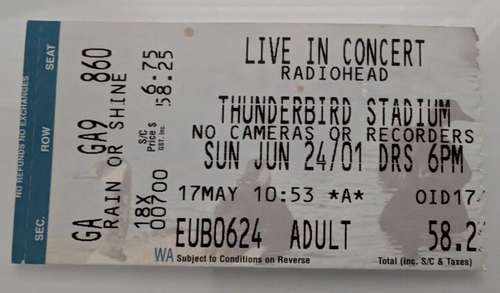 NO REFUNDS NO EXCHANGES
SEC. ROW SEAT
GA GA9 860
RAIN OR SHINE
S/C 6.75
Price $ 58.25
GST. inc.
18X
00700
LIVE IN CONCERT
RADIOHEAD
THUNDERBIRD STADIUM
NO CAMERAS OR RECORDERS
SUN JUN 24/01 DRS 6PM
17MAY 10:53 *A* OID17
EUB0624 ADULT 58.2
WA Subject to Conditions on Reverse Total (inc. S/C & Taxes)